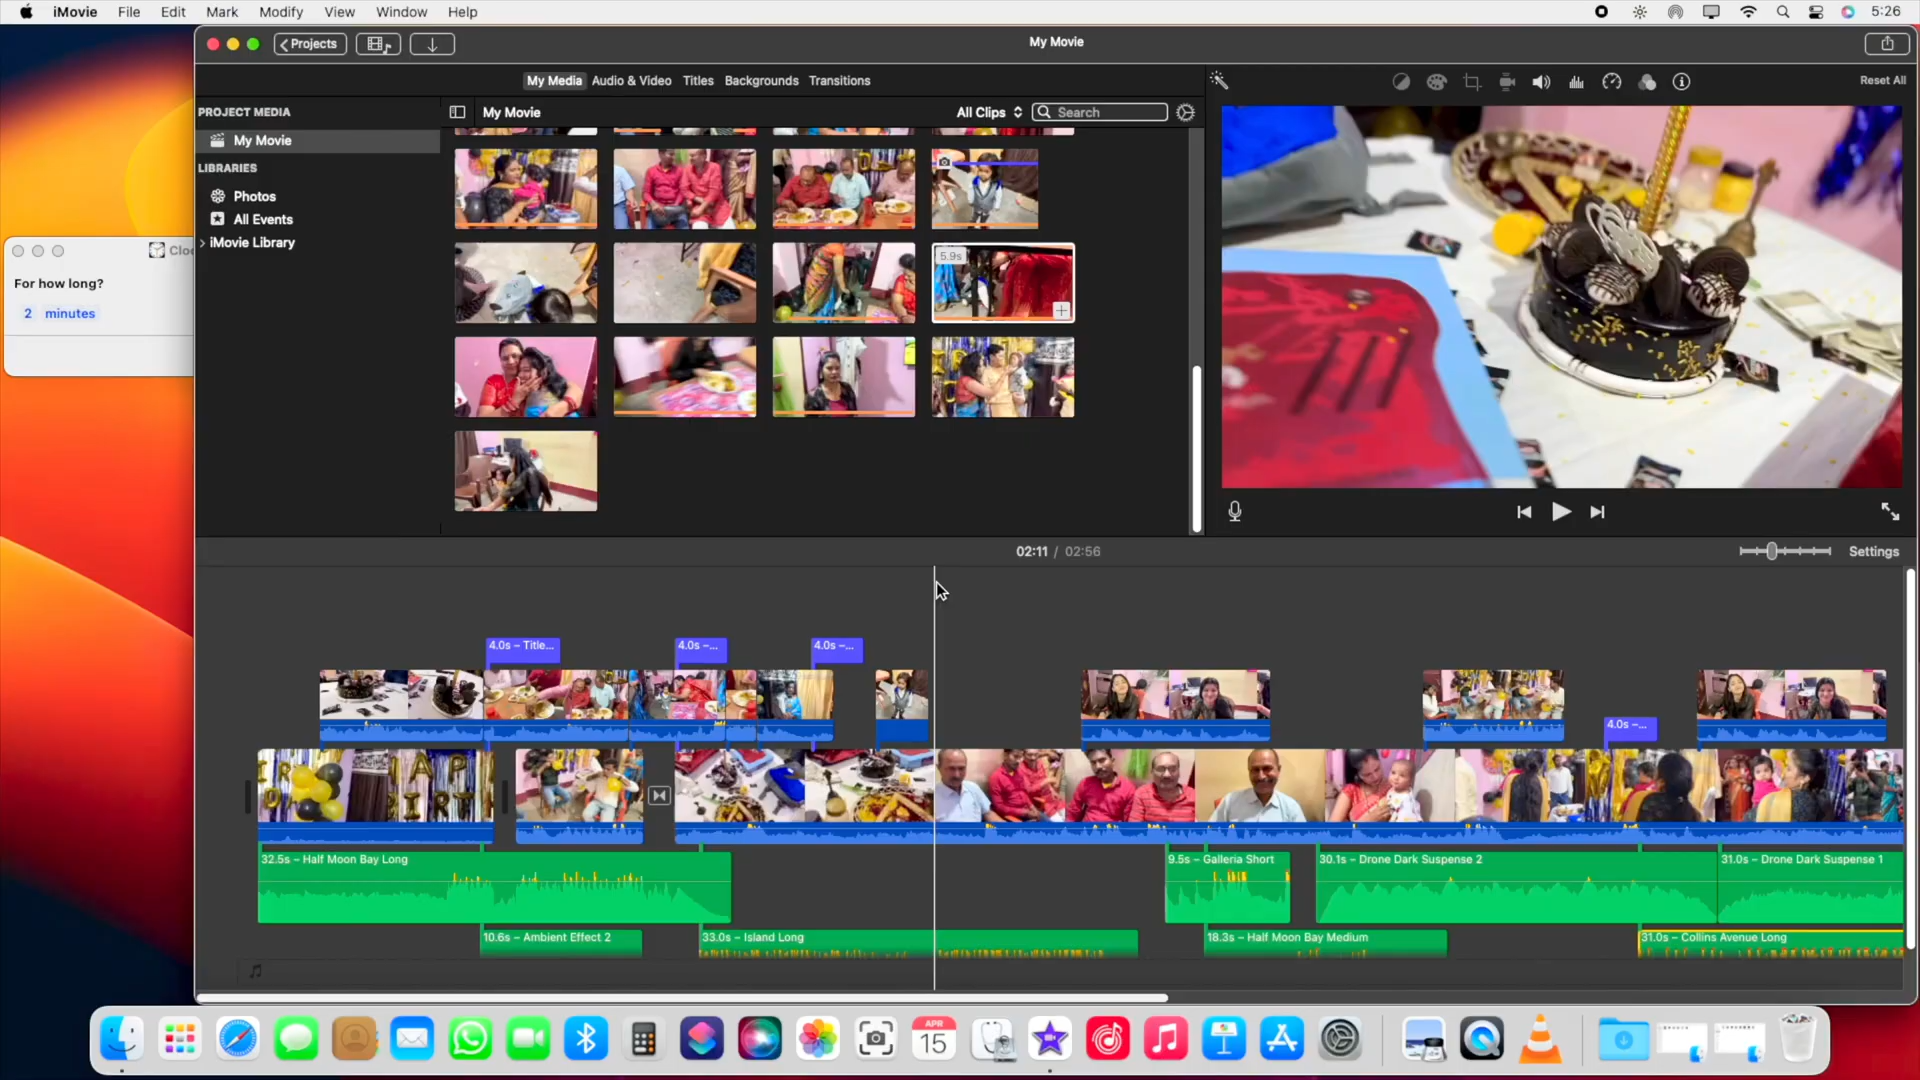 iMovie File Edit Mark Modify View Window Help 5:26
Projects
My Movie
My Media Audio & Video Titles Backgrounds Transitions
Reset All
PROJECT MEDIA
My Movie
All Clips
Search
My Movie
LIBRARIES
Photos
All Events
iMovie Library
5.9s
Clo
For how long?
2 minutes
02:11 / 02:56
Settings
4.0s – Title...
4.0s –...
4.0s –...
4.0s –...
32.5s – Half Moon Bay Long
9.5s – Galleria Short
30.1s – Drone Dark Suspense 2
31.0s – Drone Dark Suspense 1
10.6s – Ambient Effect 2
33.0s – Island Long
18.3s – Half Moon Bay Medium
31.0s – Collins Avenue Long
APR
15